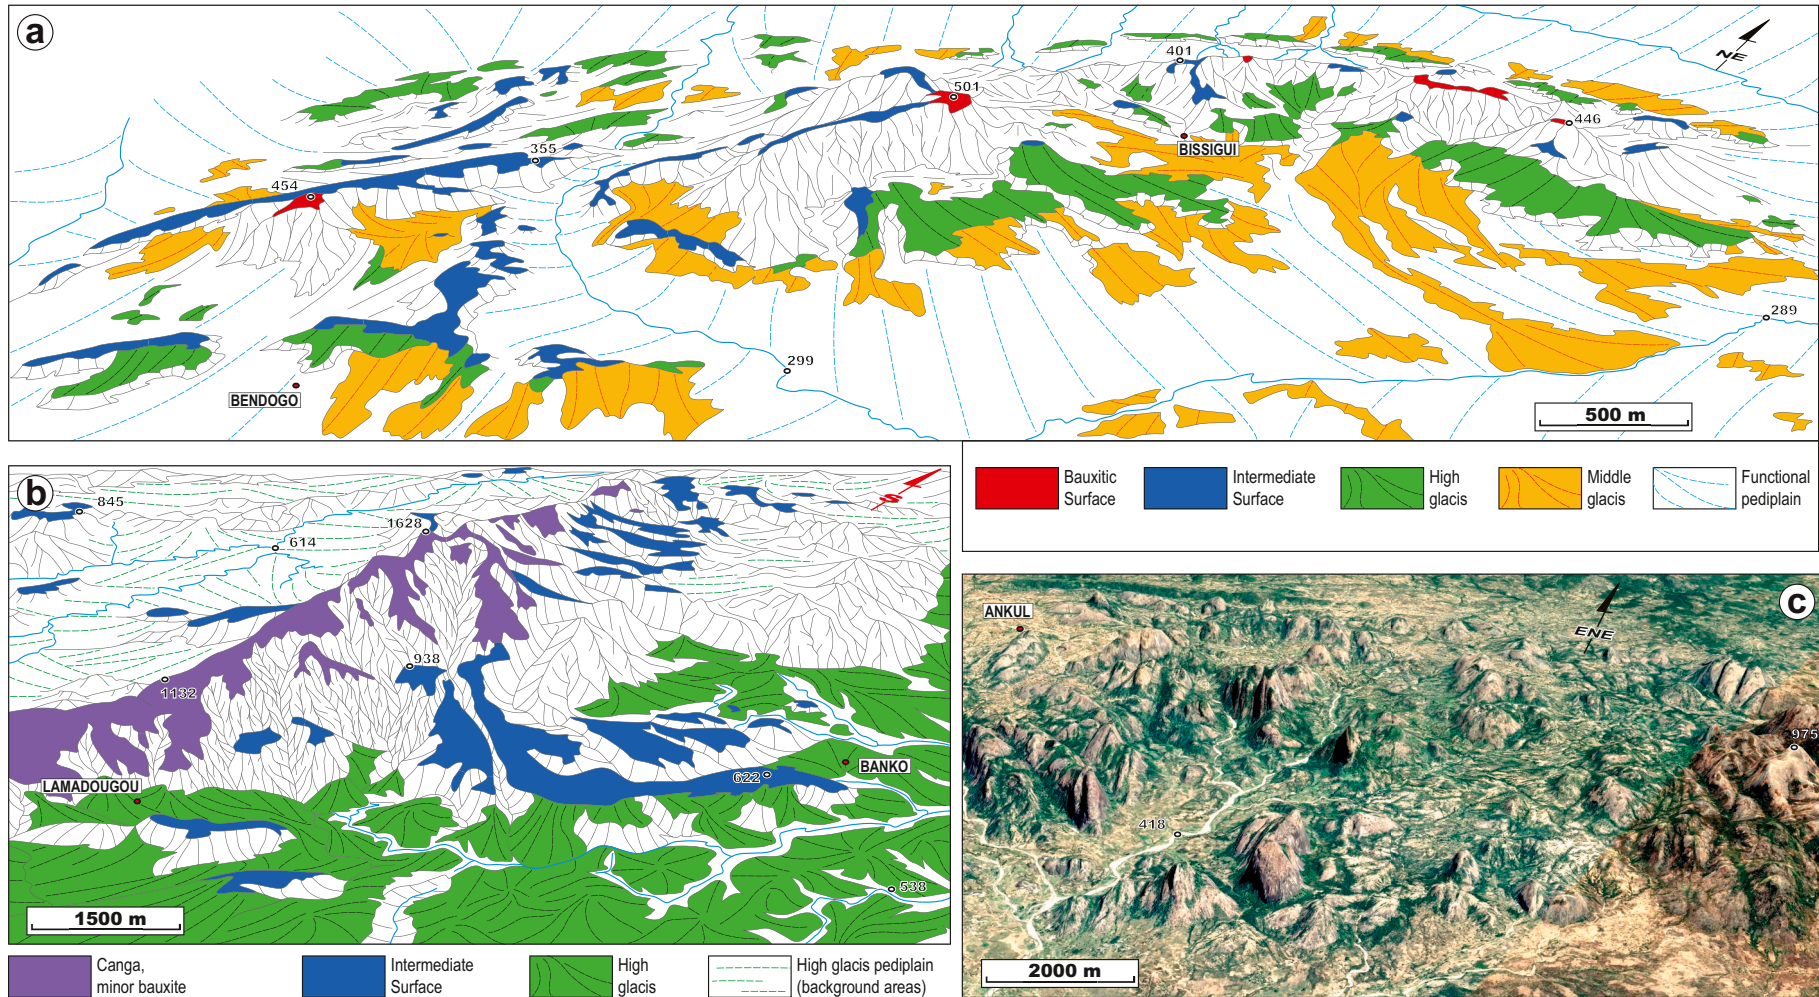 a
NE
401
501
446
BISSIGUI
355
454
289
299
BENDOGO
500 m
Bauxitic
Surface
Intermediate
Surface
High
glacis
Middle
glacis
Functional
pediplain
b
845
1628
614
938
1132
LAMADOUGOU
BANKO
622
538
1500 m
Canga,
minor bauxite
Intermediate
Surface
High
glacis
High glacis pediplain
(background areas)
c
ANKUL
ENE
975
418
2000 m